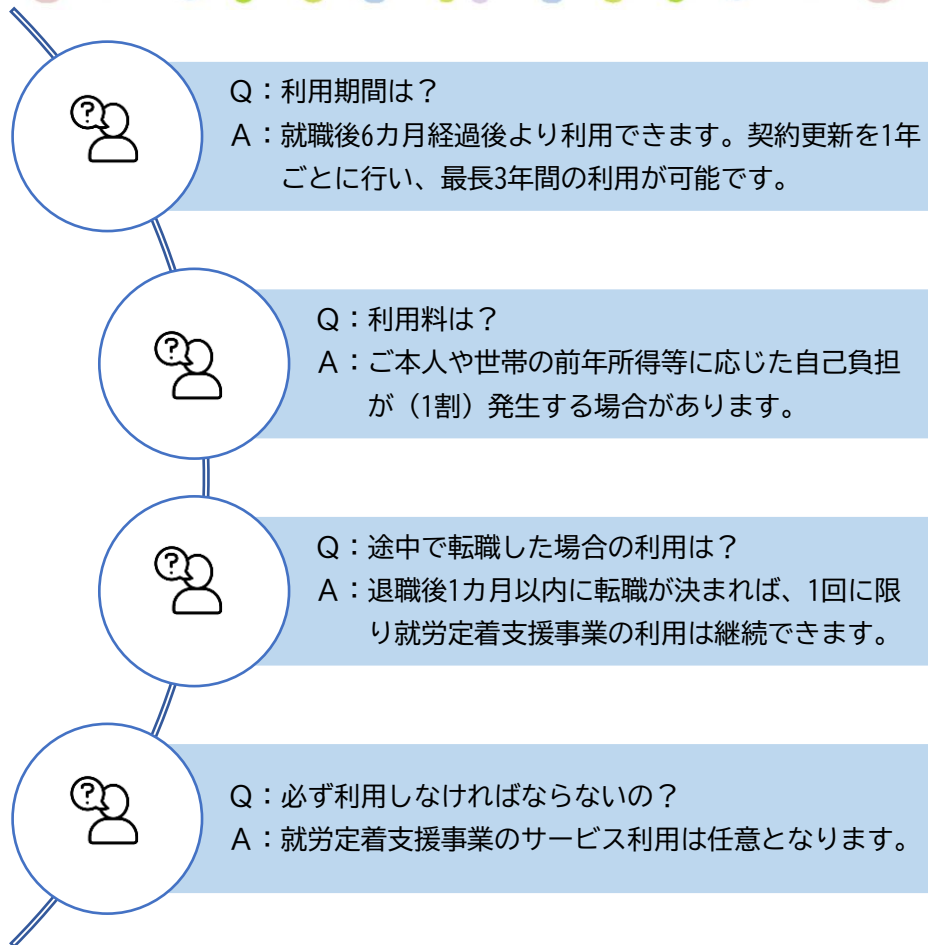 Q：利用期間は？
A：就職後6カ月経過後より利用できます。契約更新を1年
ごとに行い、最長3年間の利用が可能です。
Q：利用料は？
A：ご本人や世帯の前年所得等に応じた自己負担
が（1割）発生する場合があります。
Q：途中で転職した場合の利用は？
A：退職後1カ月以内に転職が決まれば、1回に限
り就労定着支援事業の利用は継続できます。
Q：必ず利用しなければならないの？
A：就労定着支援事業のサービス利用は任意となります。